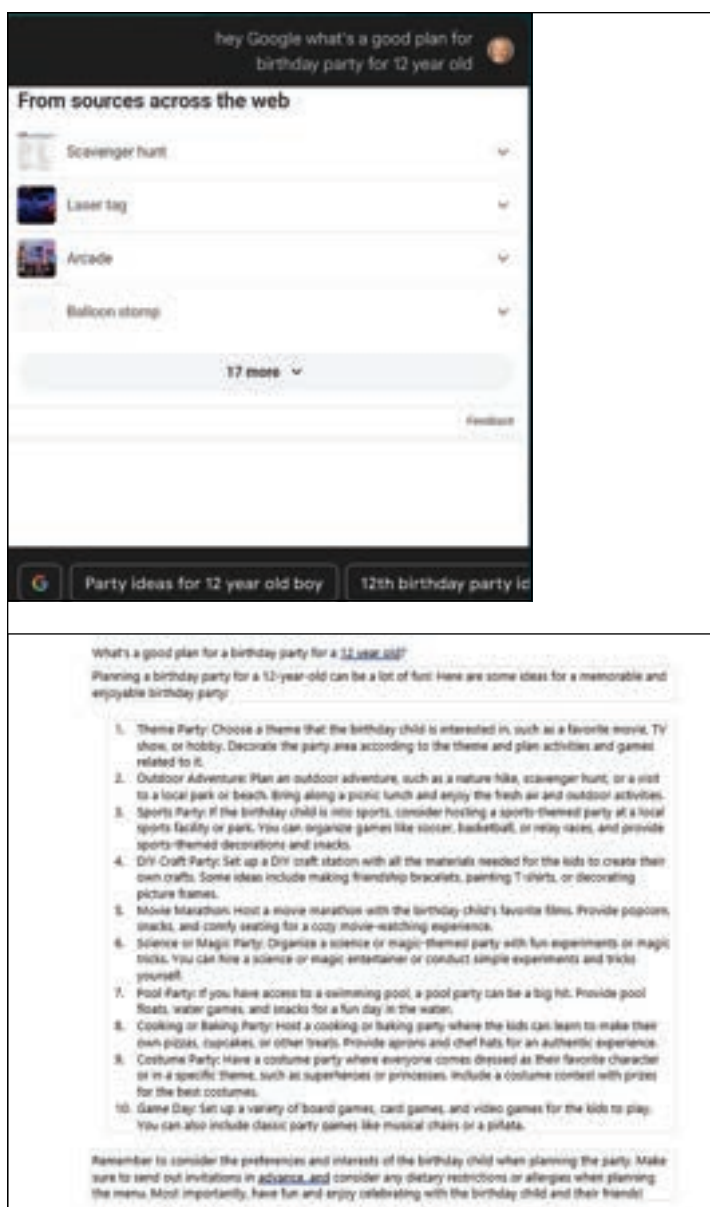 hey Google what's a good plan for
birthday party for 12 year old
From sources across the web
Scavenger hunt
Laser tag
Arcade
Balloon stomp
17 more
Feedback
G
Party ideas for 12 year old boy
12th birthday party id
What's a good plan for a birthday party for a 12 year old?
Planning a birthday party for a 12-year-old can be a lot of fun! Here are some ideas for a memorable and
enjoyable birthday party:
1. Theme Party: Choose a theme that the birthday child is interested in, such as a favorite movie, TV
show, or hobby. Decorate the party area according to the theme and plan activities and games
related to it.
2. Outdoor Adventure: Plan an outdoor adventure, such as a nature hike, scavenger hunt, or a visit
to a local park or beach. Bring along a picnic lunch and enjoy the fresh air and outdoor activities.
3. Sports Party: If the birthday child is into sports, consider hosting a sports-themed party at a local
sports facility or park. You can organize games like soccer, basketball, or relay races, and provide
sports-themed decorations and snacks.
4. DIY Craft Party: Set up a DIY craft station with all the materials needed for the kids to create their
own crafts. Some ideas include making friendship bracelets, painting T-shirts, or decorating
picture frames.
5. Movie Marathon: Host a movie marathon with the birthday child's favorite films. Provide popcorn,
snacks, and comfy seating for a cozy movie-watching experience.
6. Science or Magic Party: Organize a science or magic-themed party with fun experiments or magic
tricks. You can hire a science or magic entertainer or conduct simple experiments and tricks
yourself.
7. Pool Party: If you have access to a swimming pool, a pool party can be a big hit. Provide pool
floats, water games, and snacks for a fun day in the water.
8. Cooking or Baking Party: Host a cooking or baking party where the kids can learn to make their
own pizzas, cupcakes, or other treats. Provide aprons and chef hats for an authentic experience.
9. Costume Party: Have a costume party where everyone comes dressed as their favorite character
or in a specific theme, such as superheroes or princesses. Include a costume contest with prizes
for the best costumes.
10. Game Day: Set up a variety of board games, card games, and video games for the kids to play.
You can also include classic party games like musical chairs or a piñata.
Remember to consider the preferences and interests of the birthday child when planning the party. Make
sure to send out invitations in advance, and consider any dietary restrictions or allergies when planning
the menu. Most importantly, have fun and enjoy celebrating with the birthday child and their friends!